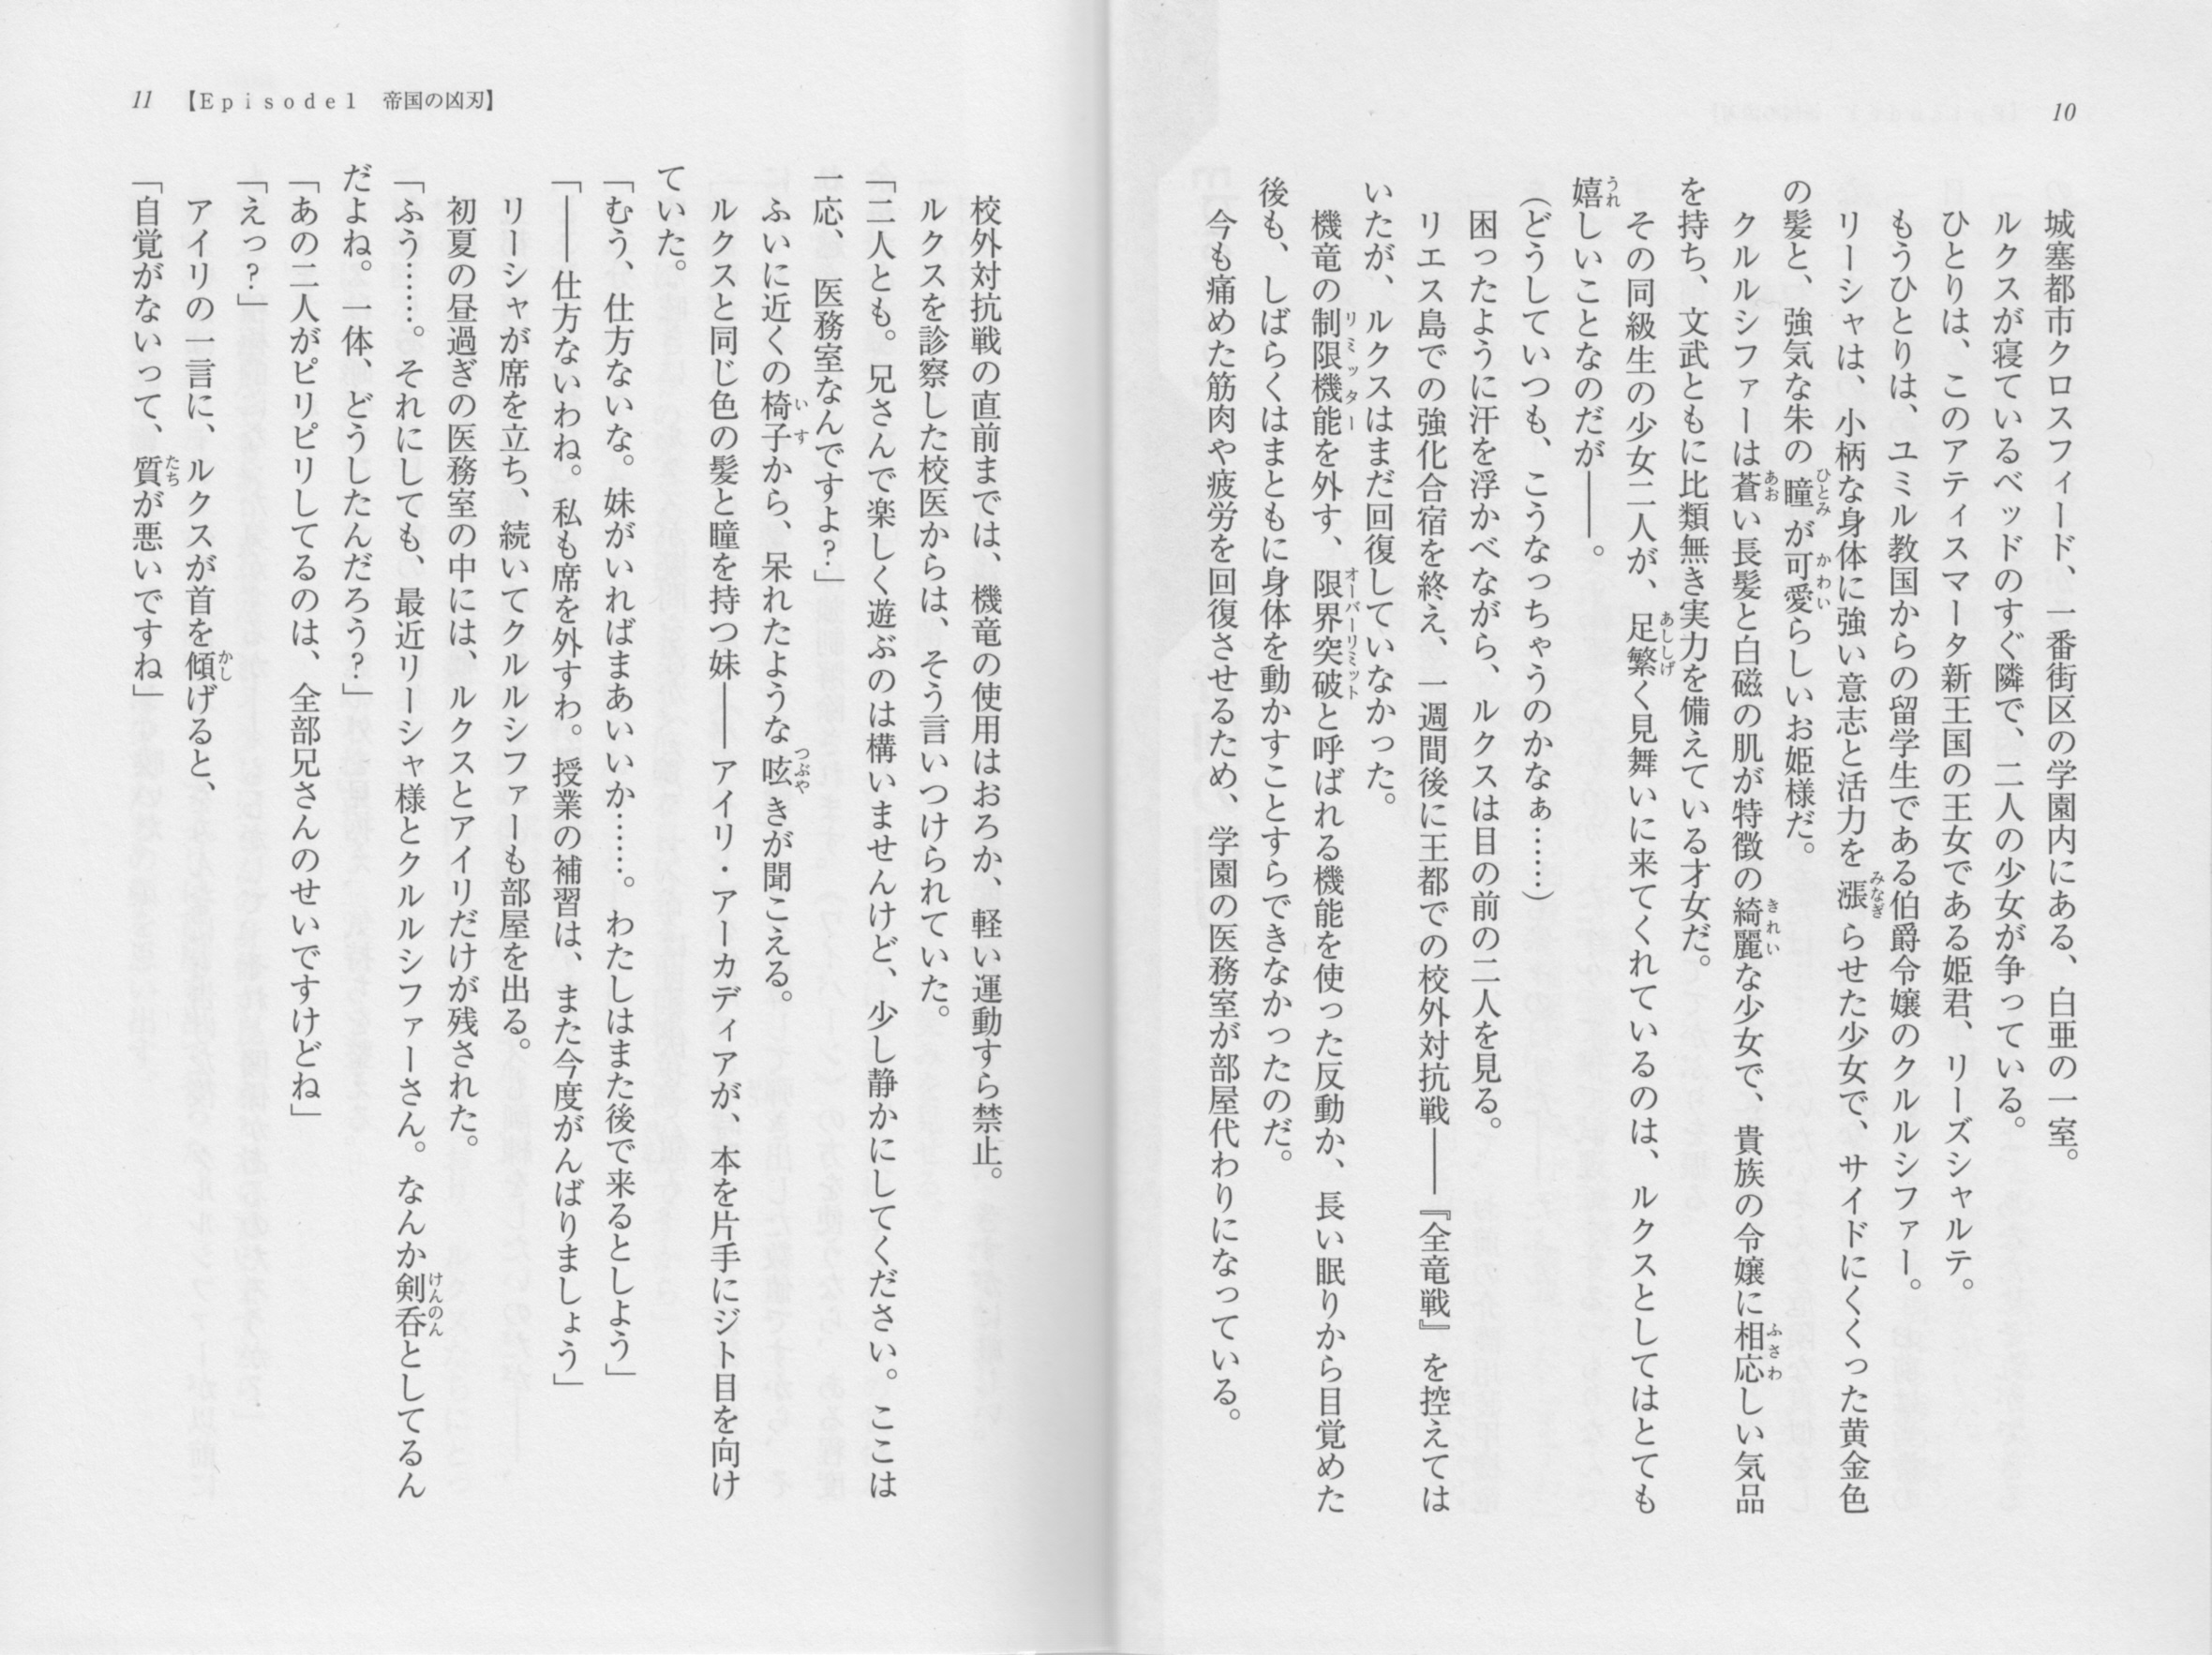 10
城塞都市クロスフィード、一番街区の学園内にある、白亜の一室。
ルクスが寝ているベッドのすぐ隣で、二人の少女が争っている。
ひとりは、このアティスマータ新王国の王女である姫君、リーズシャルテ。
もうひとりは、ユミル教国からの留学生である伯爵令嬢のクルルシファー。
リーシャは、小柄な身体に強い意志と活力を漲らせた少女で、サイドにくくった黄金色
の髪と、強気な朱の瞳が可愛らしいお姫様だ。
クルルシファーは蒼い長髪と白磁の肌が特徴の綺麗な少女で、貴族の令嬢に相応しい気品
を持ち、文武ともに比類無き実力を備えている才女だ。
その同級生の少女二人が、足繁く見舞いに来てくれているのは、ルクスとしてはとても
嬉しいことなのだが――。
(どうしていつも、こうなっちゃうのかなぁ……)
困ったように汗を浮かべながら、ルクスは目の前の二人を見る。
リエス島での強化合宿を終え、一週間後に王都での校外対抗戦――『全竜戦』を控えては
いたが、ルクスはまだ回復していなかった。
機竜の制限機能を外す、限界突破と呼ばれる機能を使った反動か、長い眠りから目覚めた
後も、しばらくはまともに身体を動かすことすらできなかったのだ。
今も痛めた筋肉や疲労を回復させるため、学園の医務室が部屋代わりになっている。
11 【Episode1 帝国の凶刃】
校外対抗戦の直前までは、機竜の使用はおろか、軽い運動すら禁止。
ルクスを診察した校医からは、そう言いつけられていた。
「二人とも。兄さんで楽しく遊ぶのは構いませんけど、少し静かにしてください。ここは
一応、医務室なんですよ？」
ふいに近くの椅子から、呆れたような呟きが聞こえる。
ルクスと同じ色の髪と瞳を持つ妹――アイリ・アーカディアが、本を片手にジト目を向け
ていた。
「むう、仕方ないな。妹がいればまあいいか……。わたしはまた後で来るとしよう」
「――仕方ないわね。私も席を外すわ。授業の補習は、また今度がんばりましょう」
リーシャが席を立ち、続いてクルルシファーも部屋を出る。
初夏の昼過ぎの医務室の中には、ルクスとアイリだけが残された。
「ふう……。それにしても、最近リーシャ様とクルルシファーさん。なんか剣呑としてるん
だよね。一体、どうしたんだろう？」
「あの二人がピリピリしてるのは、全部兄さんのせいですけどね」
「えっ？」
アイリの一言に、ルクスが首を傾げると、
「自覚がないって、質が悪いですね」